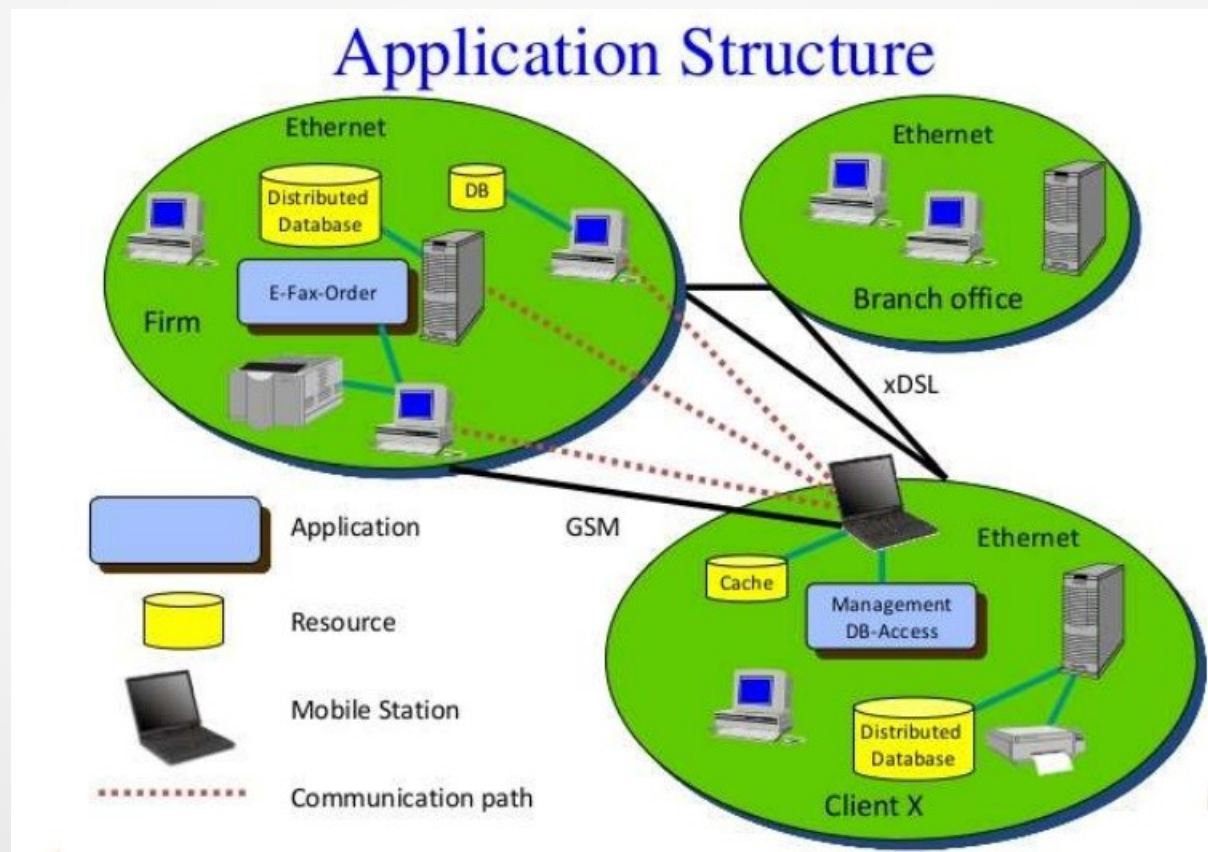 Application Structure
Ethernet
Distributed
Database
DB
E-Fax-Order
Firm
Ethernet
Branch office
xDSL
GSM
Ethernet
Cache
Management
DB-Access
Distributed
Database
Client X
Application
Resource
Mobile Station
Communication path